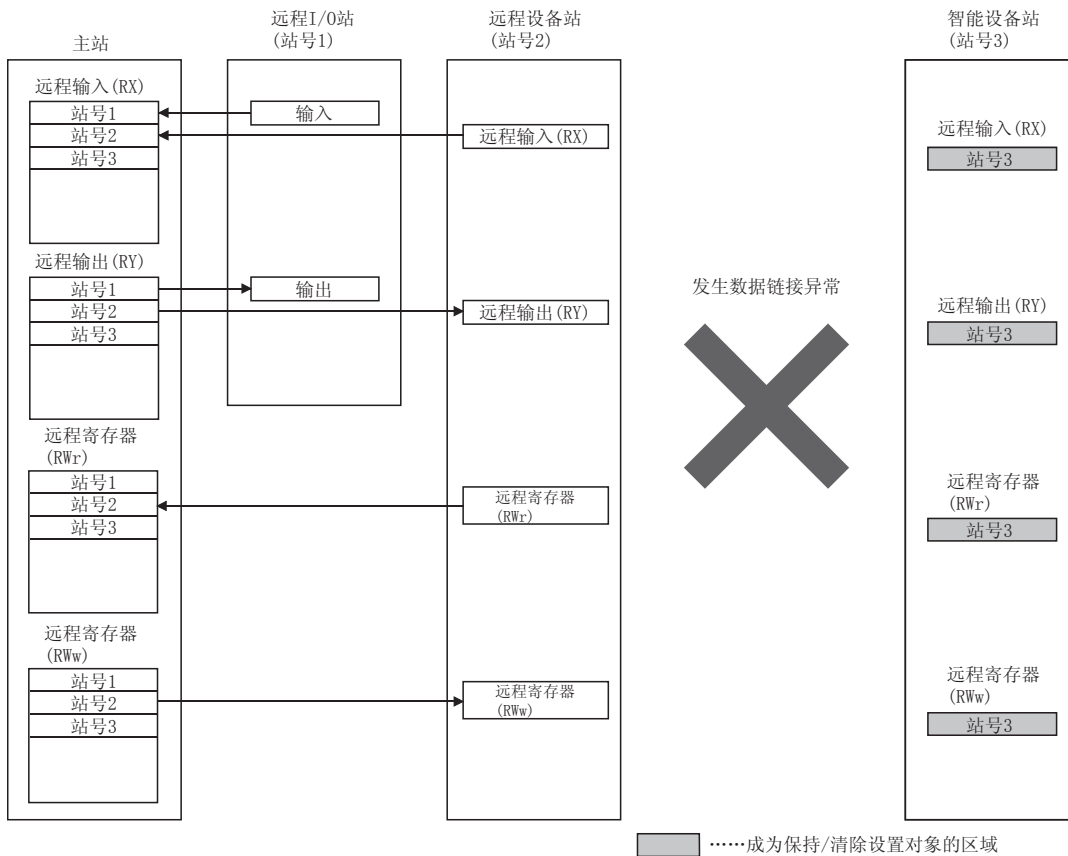 主站
远程输入(RX)
站号1
站号2
站号3
远程输出(RY)
站号1
站号2
站号3
远程寄存器
(RWr)
站号1
站号2
站号3
远程寄存器
(RWw)
站号1
站号2
站号3
远程I/O站
(站号1)
输入
输出
远程设备站
(站号2)
远程输入(RX)
远程输出(RY)
远程寄存器
(RWr)
远程寄存器
(RWw)
发生数据链接异常
智能设备站
(站号3)
远程输入(RX)
站号3
远程输出(RY)
站号3
远程寄存器
(RWr)
站号3
远程寄存器
(RWw)
站号3
……成为保持/清除设置对象的区域